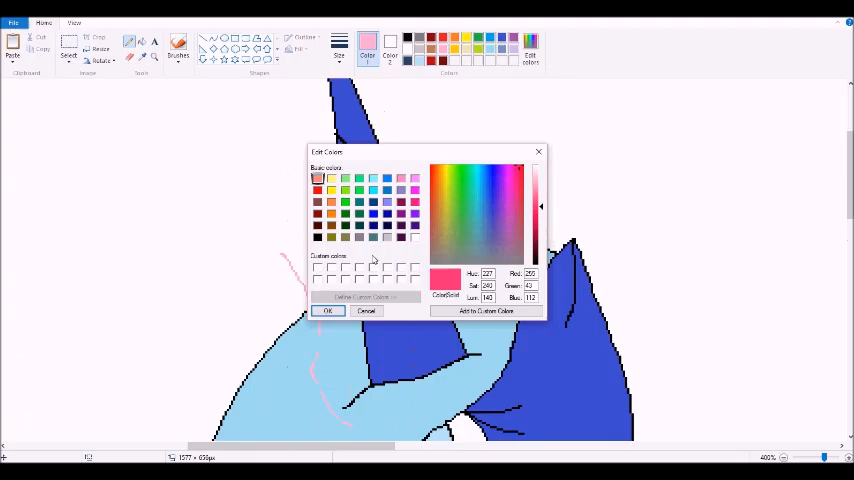 File Home View
Paste
Cut
Copy
Clipboard
Select
Crop
Resize
Rotate
Image
A
Tools
Brushes
Outline
Fill
Shapes
Size
Color
1
Color
2
Colors
Edit
colors
Edit Colors
Basic colors:
Custom colors:
Define Custom Colors >>
OK Cancel
Color|Solid
Hue: 227 Red: 255
Sat: 240 Green: 43
Lum: 140 Blue: 112
Add to Custom Colors
1577 × 656px
400%